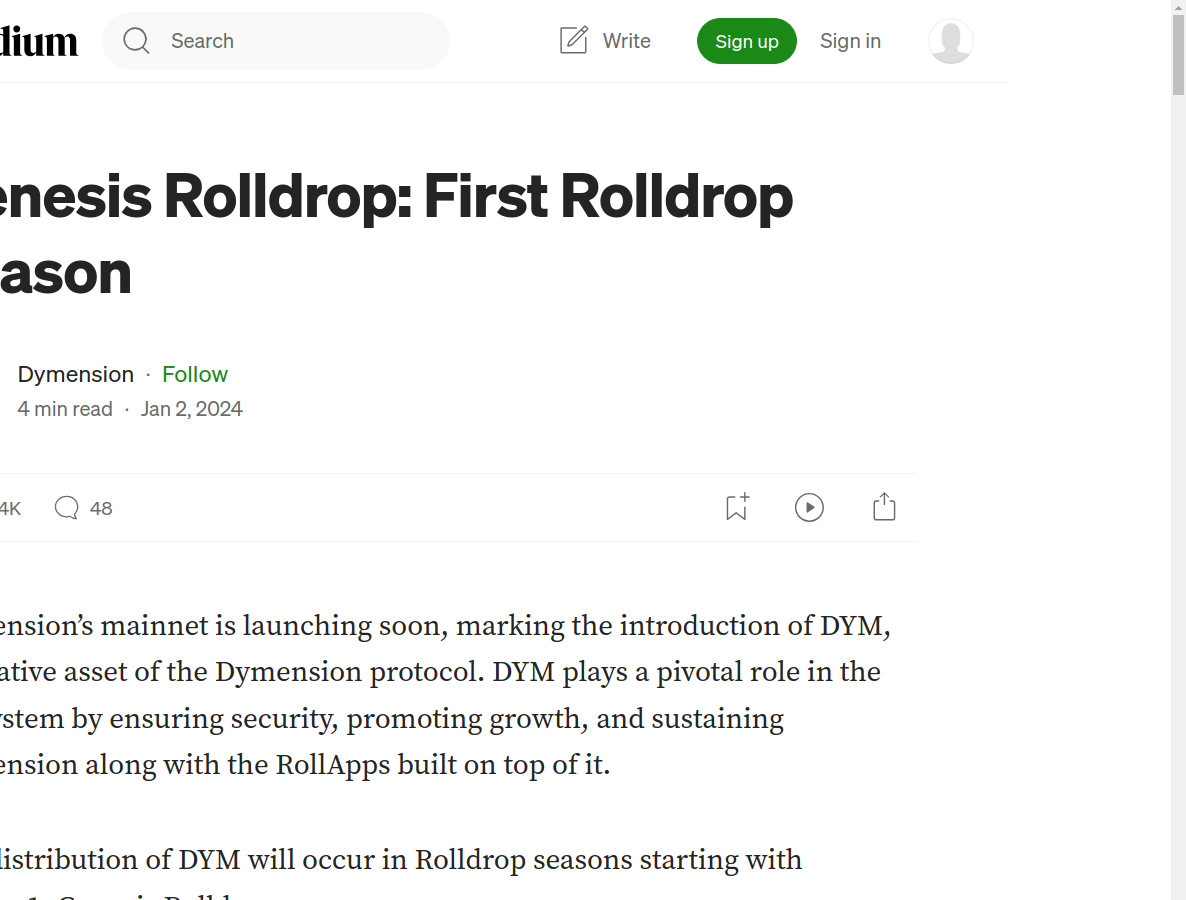 dium Search Write Sign up Sign in
enesis Rolldrop: First Rolldrop
ason
Dymension · Follow
4 min read · Jan 2, 2024
4K 48
ension’s mainnet is launching soon, marking the introduction of DYM,
ative asset of the Dymension protocol. DYM plays a pivotal role in the
ystem by ensuring security, promoting growth, and sustaining
ension along with the RollApps built on top of it.
distribution of DYM will occur in Rolldrop seasons starting with